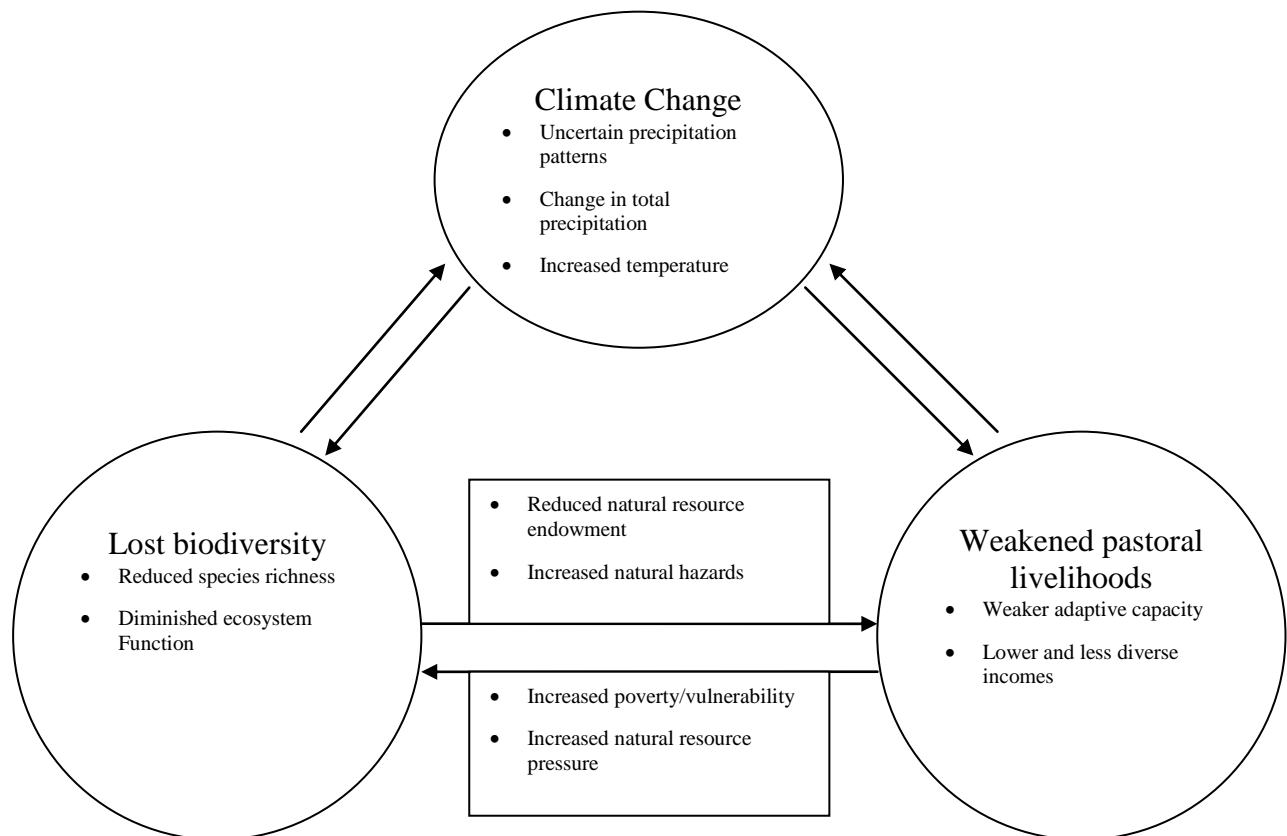 Climate Change
• Uncertain precipitation
patterns
• Change in total
precipitation
• Increased temperature
Lost biodiversity
• Reduced species richness
• Diminished ecosystem
Function
• Reduced natural resource
endowment
• Increased natural hazards
• Increased poverty/vulnerability
• Increased natural resource
pressure
Weakened pastoral
livelihoods
• Weaker adaptive capacity
• Lower and less diverse
incomes